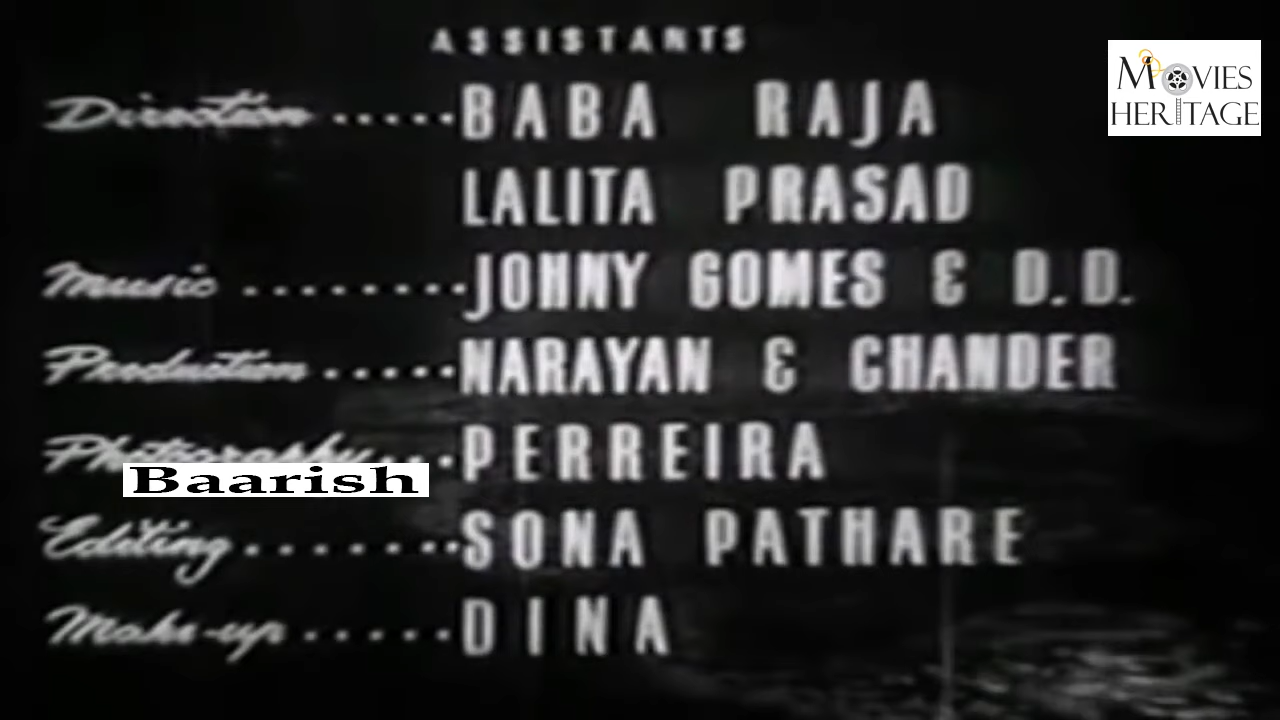 ASSISTANTS
Direction.....BABA RAJA
LALITA PRASAD
Music........JOHNY GOMES & D.D.
Production.....NARAYAN & CHANDER
Photography...PERREIRA
Baarish
Editing.......SONA PATHARE
Make-up.....DINA
MOVIES
HERITAGE